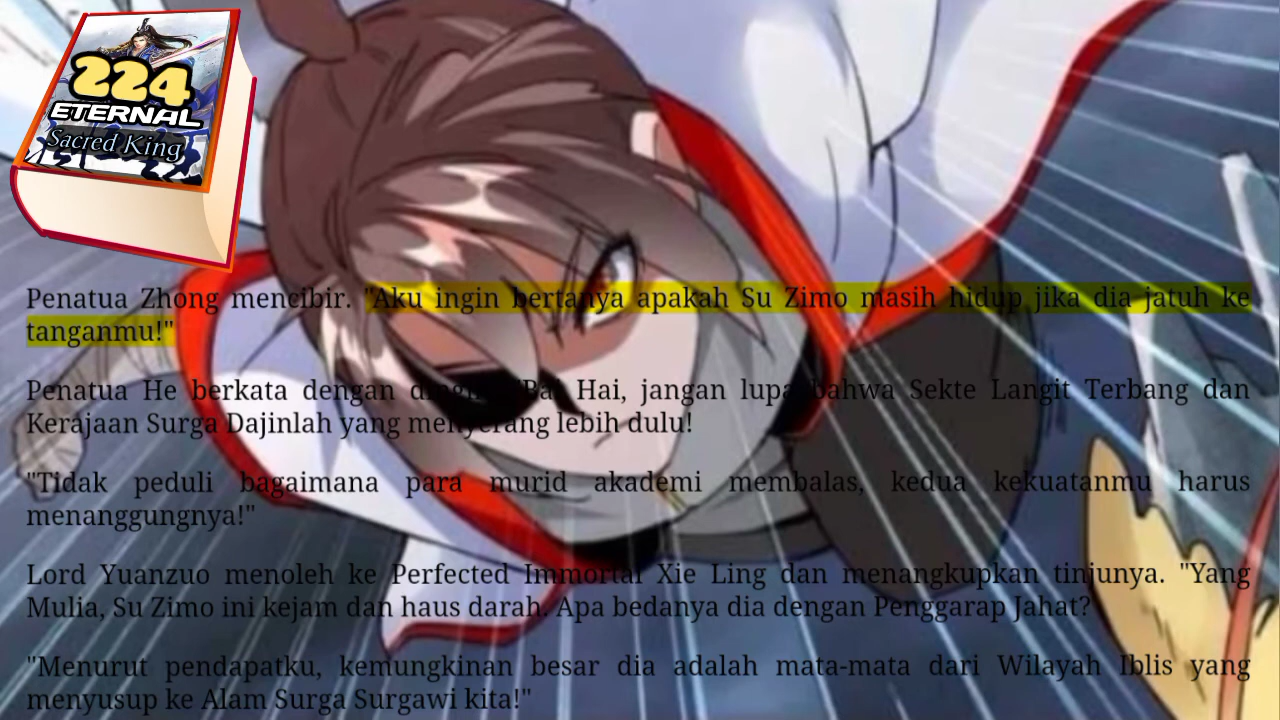 224
ETERNAL
Sacred King
Penatua Zhong mencibir. "Aku ingin bertanya apakah Su Zimo masih hidup jika dia jatuh ke
tanganmu!"
Penatua He berkata dengan dingin, "Bai Hai, jangan lupa bahwa Sekte Langit Terbang dan
Kerajaan Surga Dajinlah yang menyerang lebih dulu!
"Tidak peduli bagaimana para murid akademi membalas, kedua kekuatanmu harus
menanggungnya!"
Lord Yuanzuo menoleh ke Perfected Immortal Xie Ling dan menangkupkan tinjunya. "Yang
Mulia, Su Zimo ini kejam dan haus darah. Apa bedanya dia dengan Penggarap Jahat?
"Menurut pendapatku, kemungkinan besar dia adalah mata-mata dari Wilayah Iblis yang
menyusup ke Alam Surga Surgawi kita!"